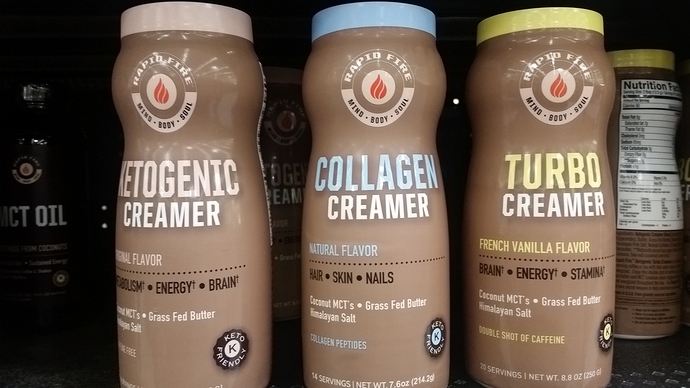 RAPID FIRE
MIND • BODY • SOUL
KETOGENIC
CREAMER
FLAVOR
• ENERGY† • BRAIN†
Coconut MCT's • Grass Fed Butter
Himalayan Salt
KETO
K
FRIENDLY
RAPID FIRE
MIND • BODY • SOUL
COLLAGEN
CREAMER
NATURAL FLAVOR
HAIR • SKIN • NAILS
Coconut MCT's • Grass Fed Butter
Himalayan Salt
COLLAGEN PEPTIDES
KETO
K
FRIENDLY
14 SERVINGS | NET WT. 7.6oz (214.2g)
RAPID FIRE
MIND • BODY • SOUL
TURBO
CREAMER
FRENCH VANILLA FLAVOR
BRAIN† • ENERGY† • STAMINA†
Coconut MCT's • Grass Fed Butter
Himalayan Salt
DOUBLE SHOT OF CAFFEINE
20 SERVINGS | NET WT. 8.8 OZ (250g)
MCT OIL
Nutrition Facts